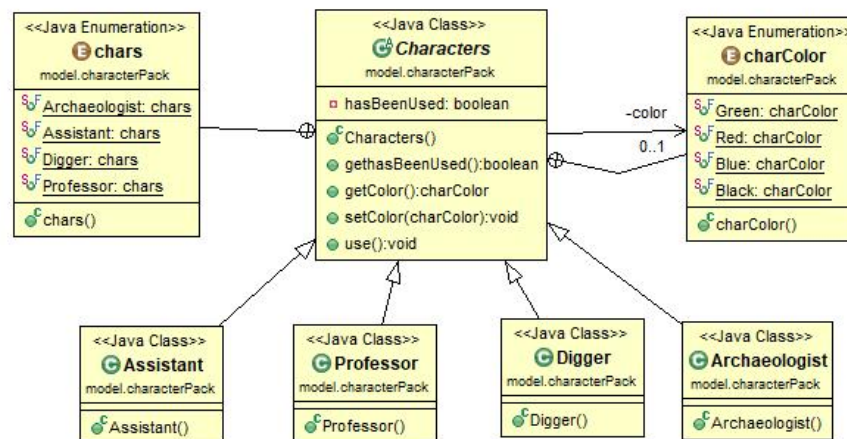 <<Java Enumeration>>
chars
model.characterPack
Archaeologist: chars
Assistant: chars
Digger: chars
Professor: chars
chars()
<<Java Class>>
Characters
model.characterPack
hasBeenUsed: boolean
Characters()
gethasBeenUsed():boolean
getColor():charColor
setColor(charColor):void
use():void
-color
0..1
<<Java Enumeration>>
charColor
model.characterPack
Green: charColor
Red: charColor
Blue: charColor
Black: charColor
charColor()
<<Java Class>>
Assistant
model.characterPack
Assistant()
<<Java Class>>
Professor
model.characterPack
Professor()
<<Java Class>>
Digger
model.characterPack
Digger()
<<Java Class>>
Archaeologist
model.characterPack
Archaeologist()